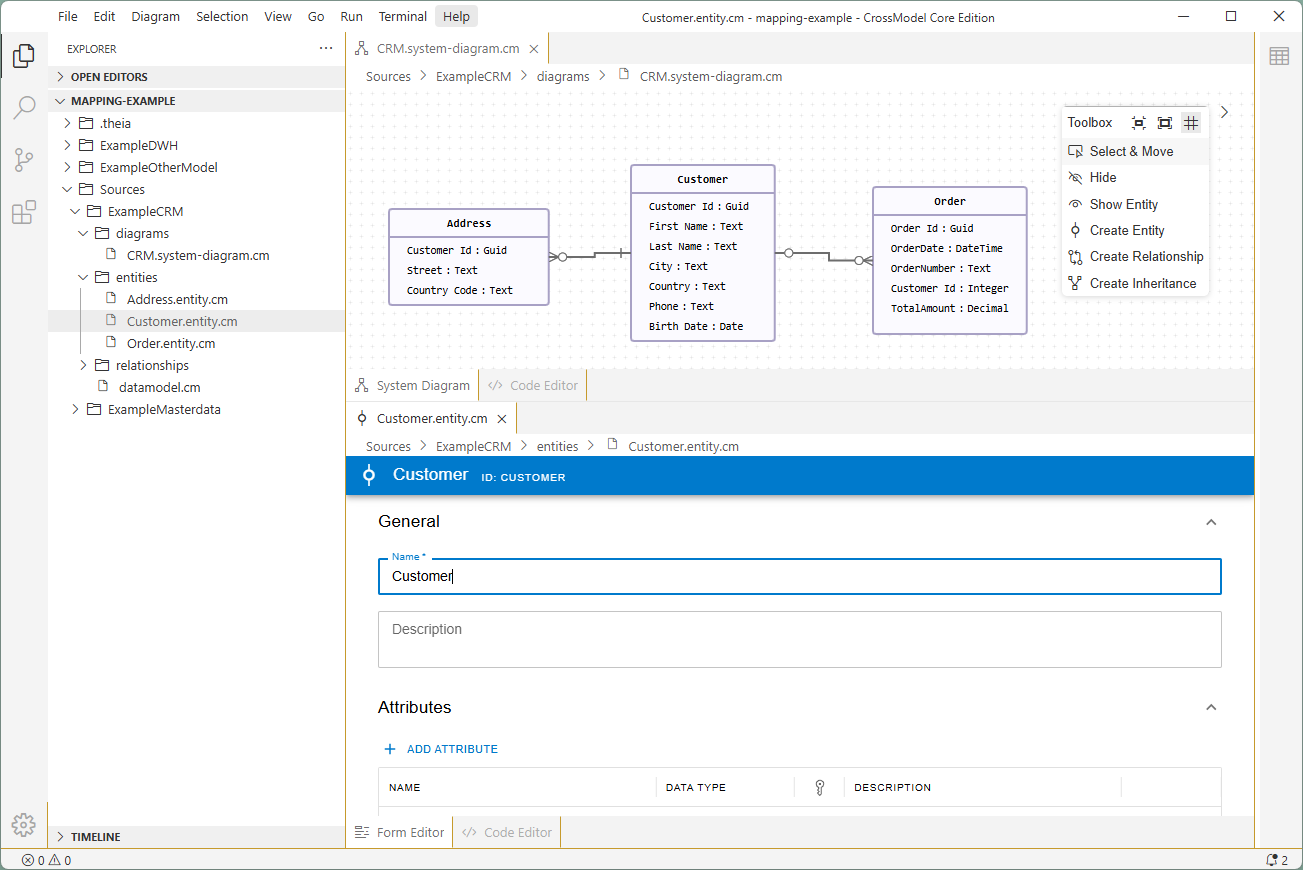 File Edit Diagram Selection View Go Run Terminal Help
Customer.entity.cm - mapping-example - CrossModel Core Edition
EXPLORER
OPEN EDITORS
MAPPING-EXAMPLE
.theia
ExampleDWH
ExampleOtherModel
Sources
ExampleCRM
diagrams
CRM.system-diagram.cm
entities
Address.entity.cm
Customer.entity.cm
Order.entity.cm
relationships
datamodel.cm
ExampleMasterdata
TIMELINE
CRM.system-diagram.cm
Sources > ExampleCRM > diagrams > CRM.system-diagram.cm
Address
Customer Id : Guid
Street : Text
Country Code : Text
Customer
Customer Id : Guid
First Name : Text
Last Name : Text
City : Text
Country : Text
Phone : Text
Birth Date : Date
Order
Order Id : Guid
OrderDate : DateTime
OrderNumber : Text
Customer Id : Integer
TotalAmount : Decimal
Toolbox
Select & Move
Hide
Show Entity
Create Entity
Create Relationship
Create Inheritance
System Diagram
Code Editor
Customer.entity.cm
Sources > ExampleCRM > entities > Customer.entity.cm
Customer ID: CUSTOMER
General
Name *
Customer
Description
Attributes
+ ADD ATTRIBUTE
NAME DATA TYPE DESCRIPTION
Form Editor
Code Editor
0 0
2